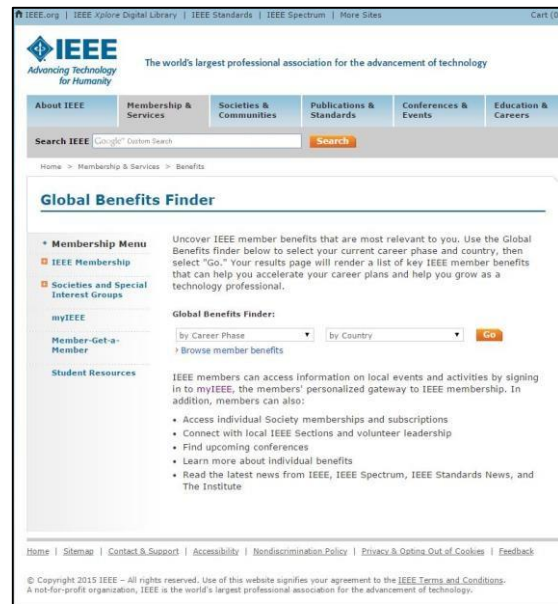 IEEE.org | IEEE Xplore Digital Library | IEEE Standards | IEEE Spectrum | More Sites Cart (0
IEEE
Advancing Technology
for Humanity
The world's largest professional association for the advancement of technology
About IEEE
Membership &
Services
Societies &
Communities
Publications &
Standards
Conferences &
Events
Education &
Careers
Search IEEE Google™ Custom Search Search
Home > Membership & Services > Benefits
Global Benefits Finder
Membership Menu
IEEE Membership
Societies and Special
Interest Groups
myIEEE
Member-Get-a-
Member
Student Resources
Uncover IEEE member benefits that are most relevant to you. Use the Global
Benefits finder below to select your current career phase and country, then
select "Go." Your results page will render a list of key IEEE member benefits
that can help you accelerate your career plans and help you grow as a
technology professional.
Global Benefits Finder:
by Career Phase by Country Go
Browse member benefits
IEEE members can access information on local events and activities by signing
in to myIEEE, the members' personalized gateway to IEEE membership. In
addition, members can also:
• Access individual Society memberships and subscriptions
• Connect with local IEEE Sections and volunteer leadership
• Find upcoming conferences
• Learn more about individual benefits
• Read the latest news from IEEE, IEEE Spectrum, IEEE Standards News, and
The Institute
Home | Sitemap | Contact & Support | Accessibility | Nondiscrimination Policy | Privacy & Opting Out of Cookies | Feedback
© Copyright 2015 IEEE – All rights reserved. Use of this website signifies your agreement to the IEEE Terms and Conditions.
A not-for-profit organization, IEEE is the world's largest professional association for the advancement of technology.